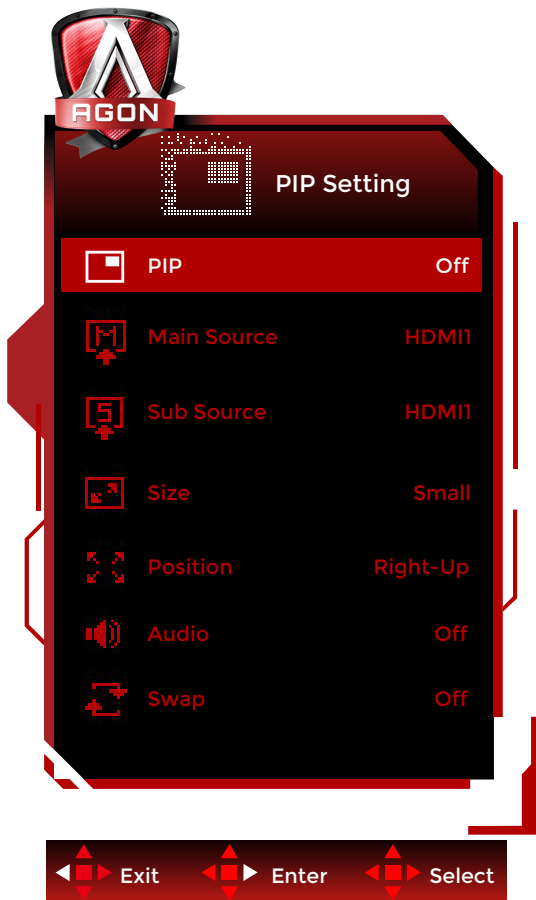 AGON
PIP Setting
PIP Off
M Main Source HDMI1
S Sub Source HDMI1
Size Small
Position Right-Up
Audio Off
Swap Off
Exit Enter Select